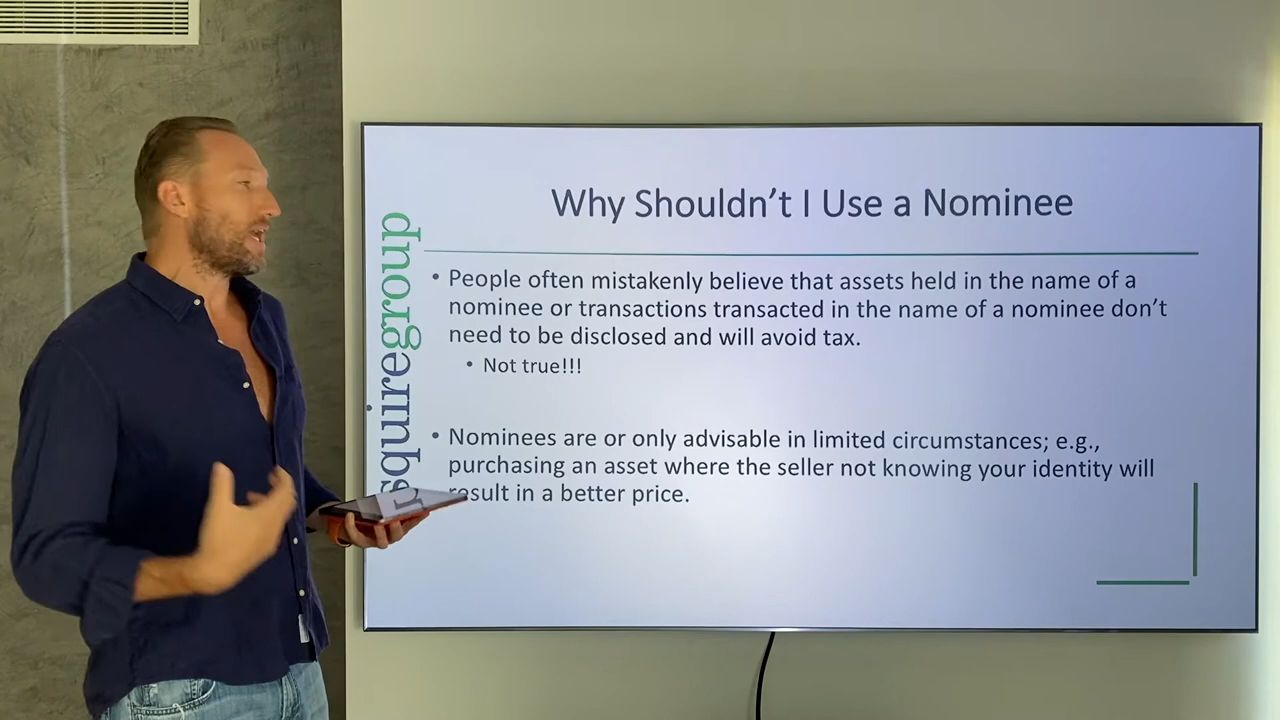 Why Shouldn't I Use a Nominee
• People often mistakenly believe that assets held in the name of a
nominee or transactions transacted in the name of a nominee don't
need to be disclosed and will avoid tax.
• Not true!!!
• Nominees are or only advisable in limited circumstances; e.g.,
purchasing an asset where the seller not knowing your identity will
result in a better price.
squiregroup